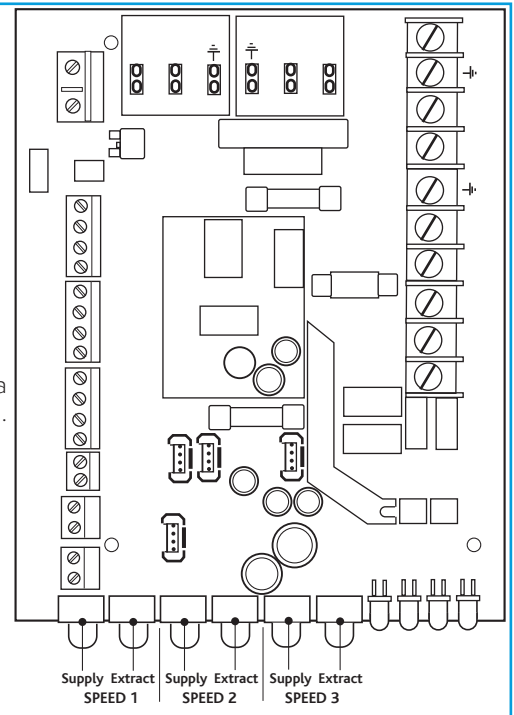 a
.
Supply Extract Supply Extract Supply Extract
SPEED 1 SPEED 2 SPEED 3